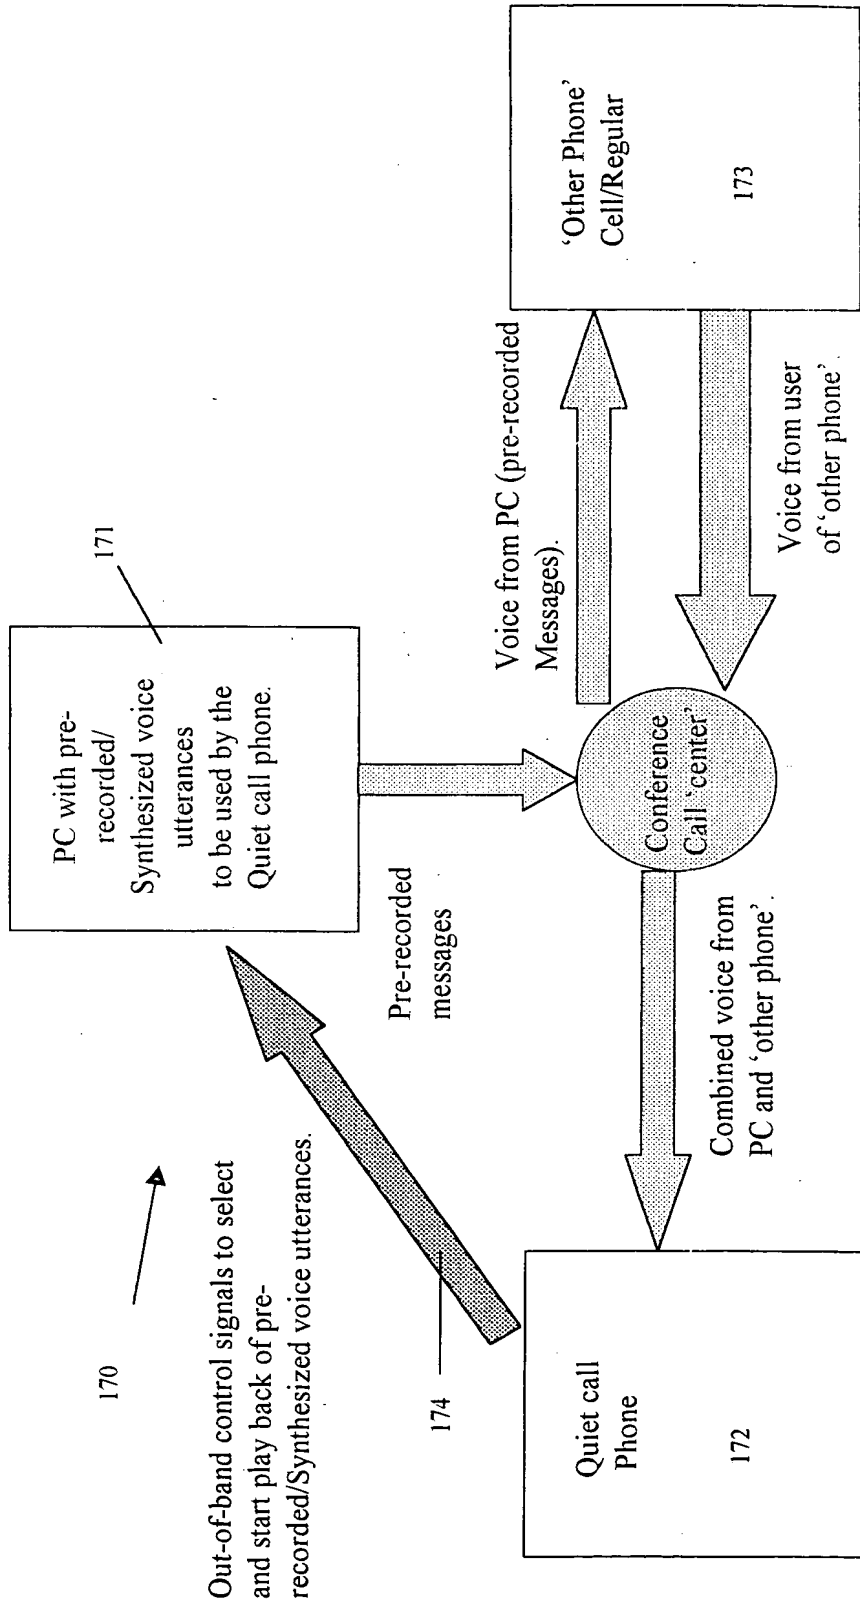 170
Out-of-band control signals to select
and start play back of pre-
recorded/Synthesized voice utterances.
174
PC with pre-
recorded/
Synthesized voice
utterances
to be used by the
Quiet call phone.
171
Pre-recorded
messages
Voice from PC (pre-recorded
Messages).
'Other Phone'
Cell/Regular
173
Quiet call
Phone
172
Combined voice from
PC and 'other phone'.
Conference
Call 'center'
Voice from user
of 'other phone'.